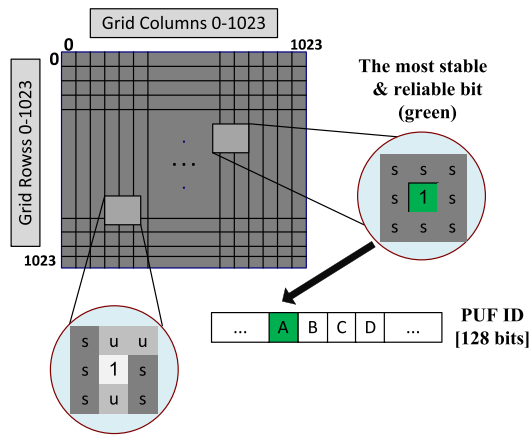 Grid Columns 0-1023
0
1023
0
Grid Rowss 0-1023
1023
...
The most stable
& reliable bit
(green)
s s s
s 1 s
s s s
s u u
s 1 s
s u s
... A B C D ...
PUF ID
[128 bits]